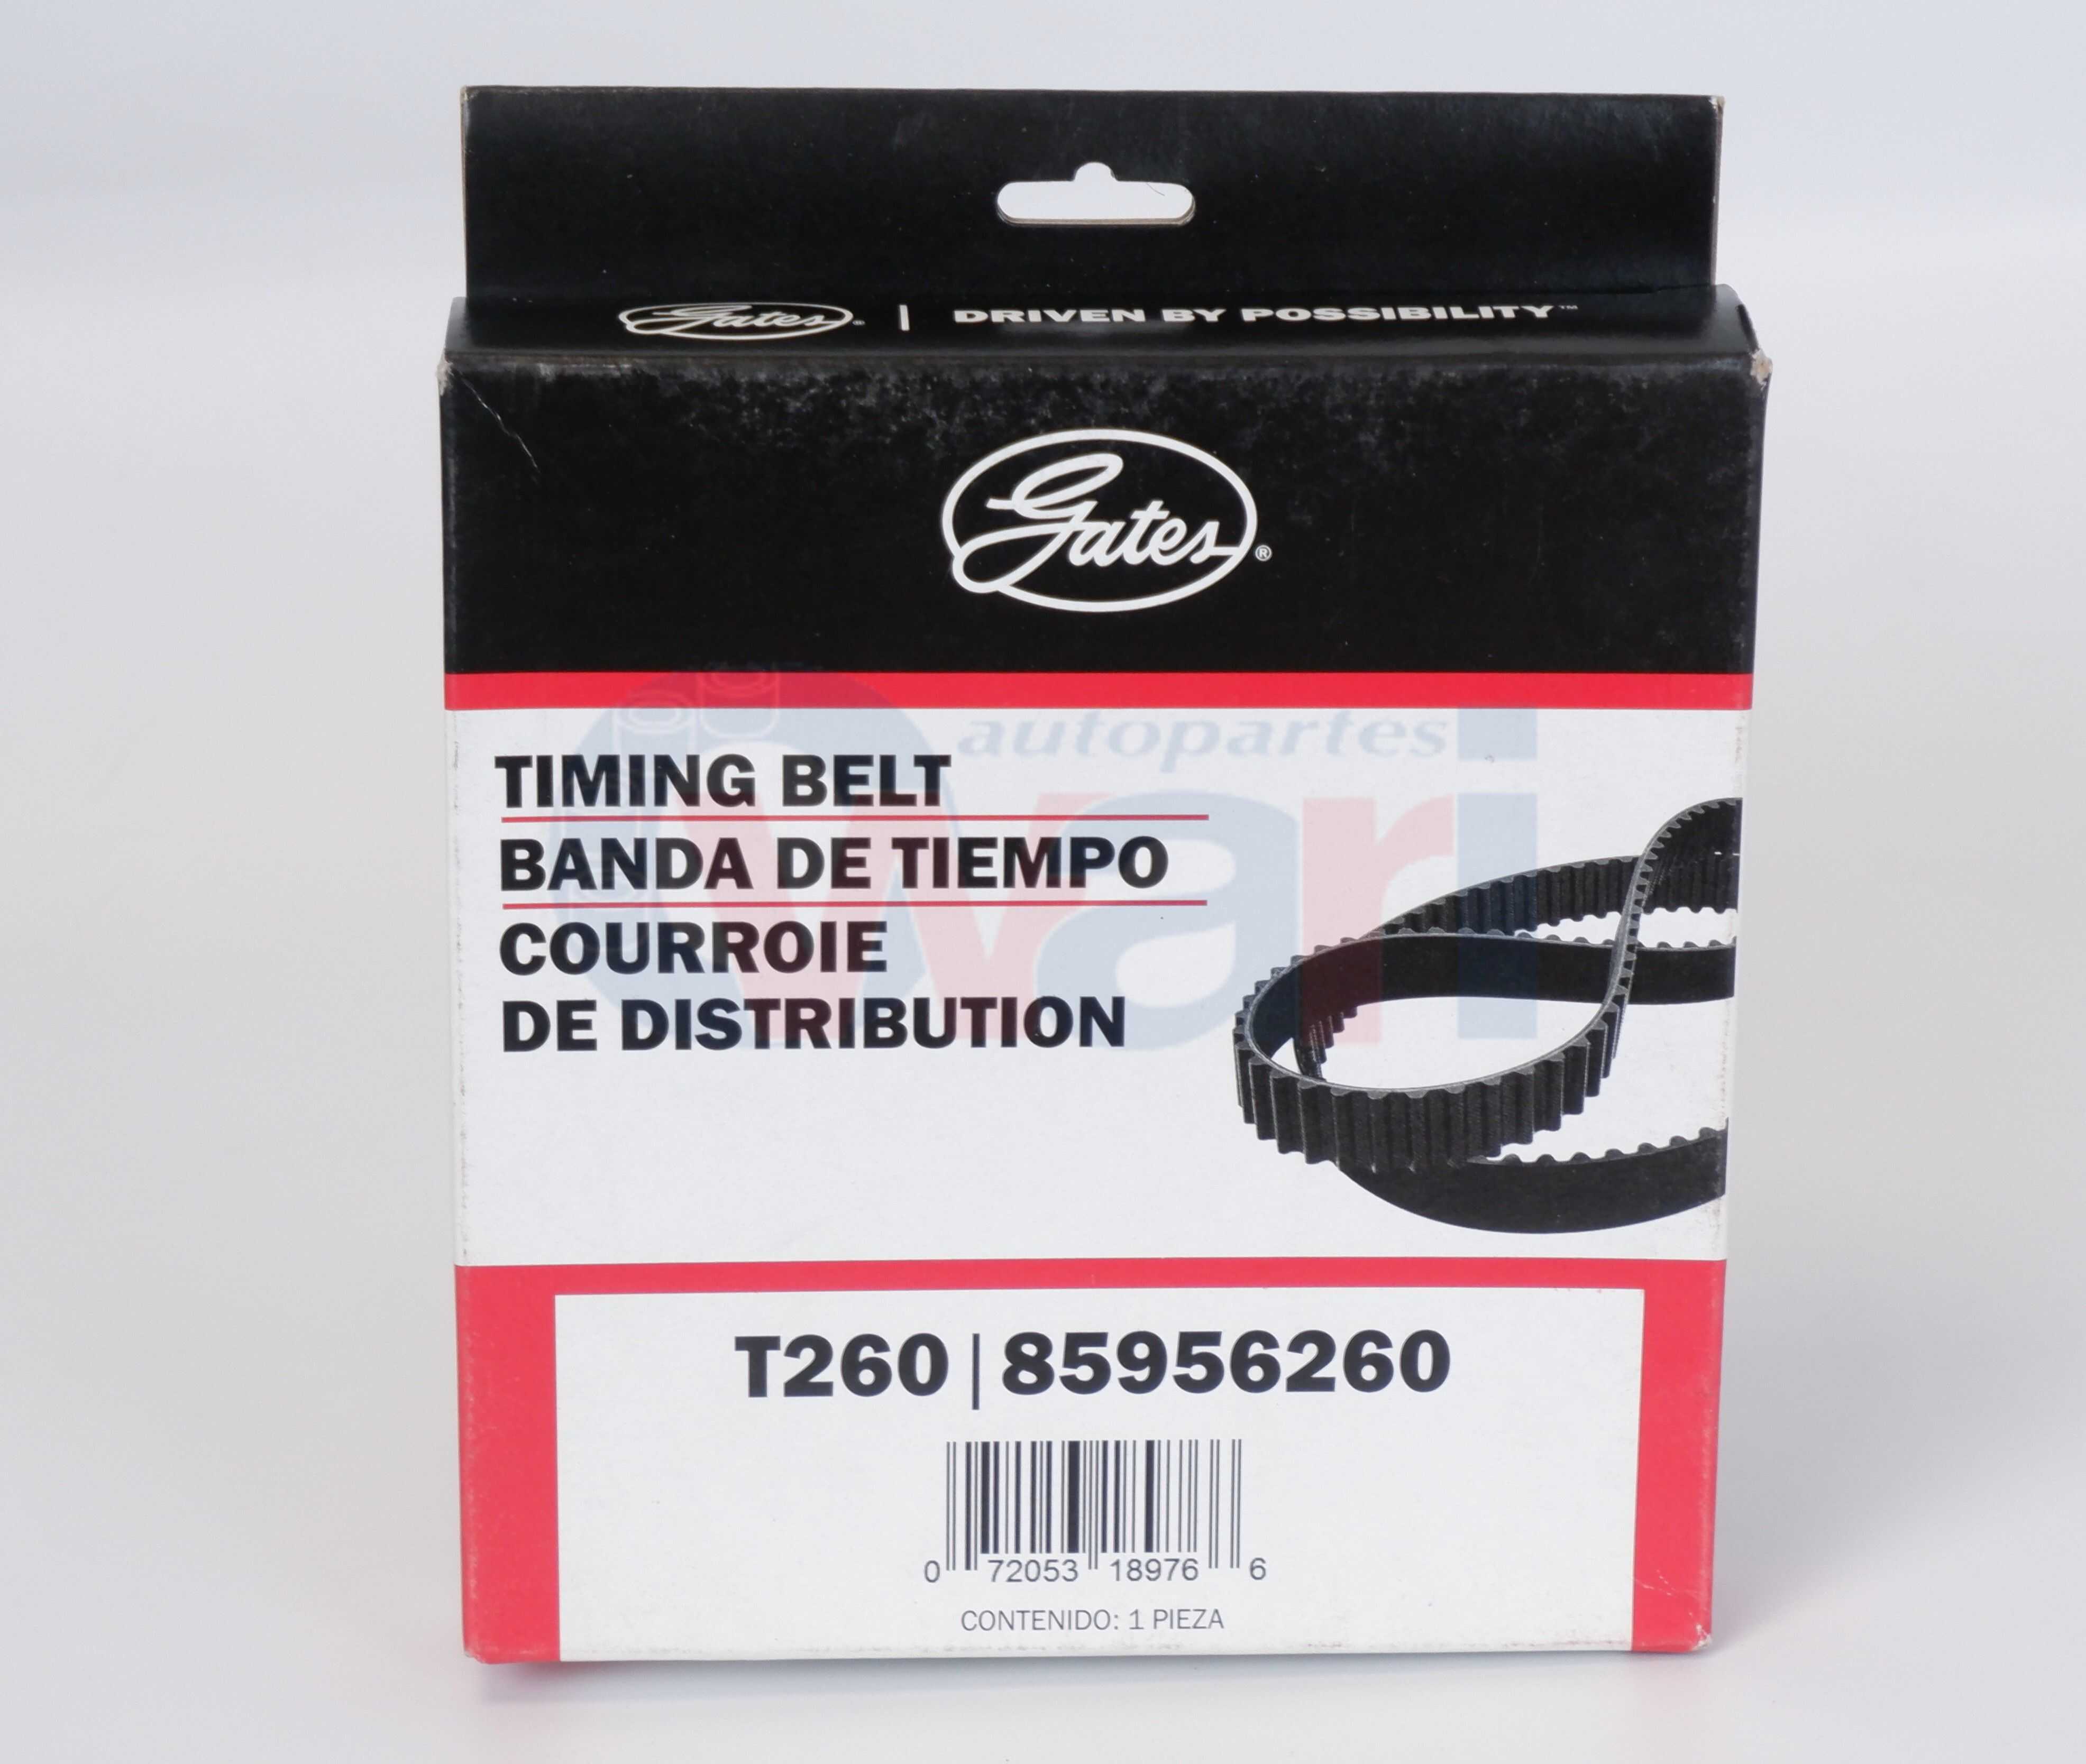 Gates® | DRIVEN BY POSSIBILITY™
Gates®
autopartes
wari
TIMING BELT
BANDA DE TIEMPO
COURROIE
DE DISTRIBUTION
T260 | 85956260
0 72053 18976 6
CONTENIDO: 1 PIEZA